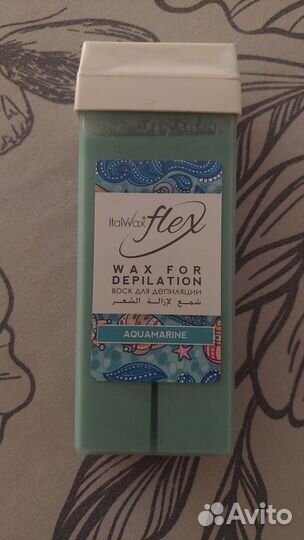 ItalWax®
flex
WAX FOR
DEPILATION
ВОСК ДЛЯ ДЕПИЛЯЦИИ
شمع لإزالة الشعر
AQUAMARINE
Avito